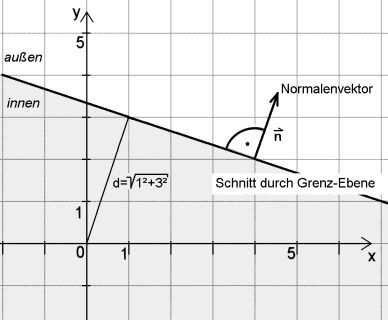 y
5
außen
Normalenvektor
innen
n⃗
d=√1²+3²
Schnitt durch Grenz-Ebene
1
0
1
5
x